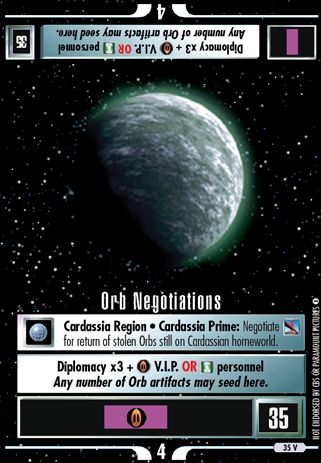 4
Any number of Orb artifacts may seed here.
Diplomacy x3 + V.I.P. OR personnel
35
Orb Negotiations
Cardassia Region • Cardassia Prime: Negotiate
for return of stolen Orbs still on Cardassian homeworld.
Diplomacy x3 + V.I.P. OR personnel
Any number of Orb artifacts may seed here.
35
4
35 V
NOT ENDORSED BY CBS OR PARAMOUNT PICTURES